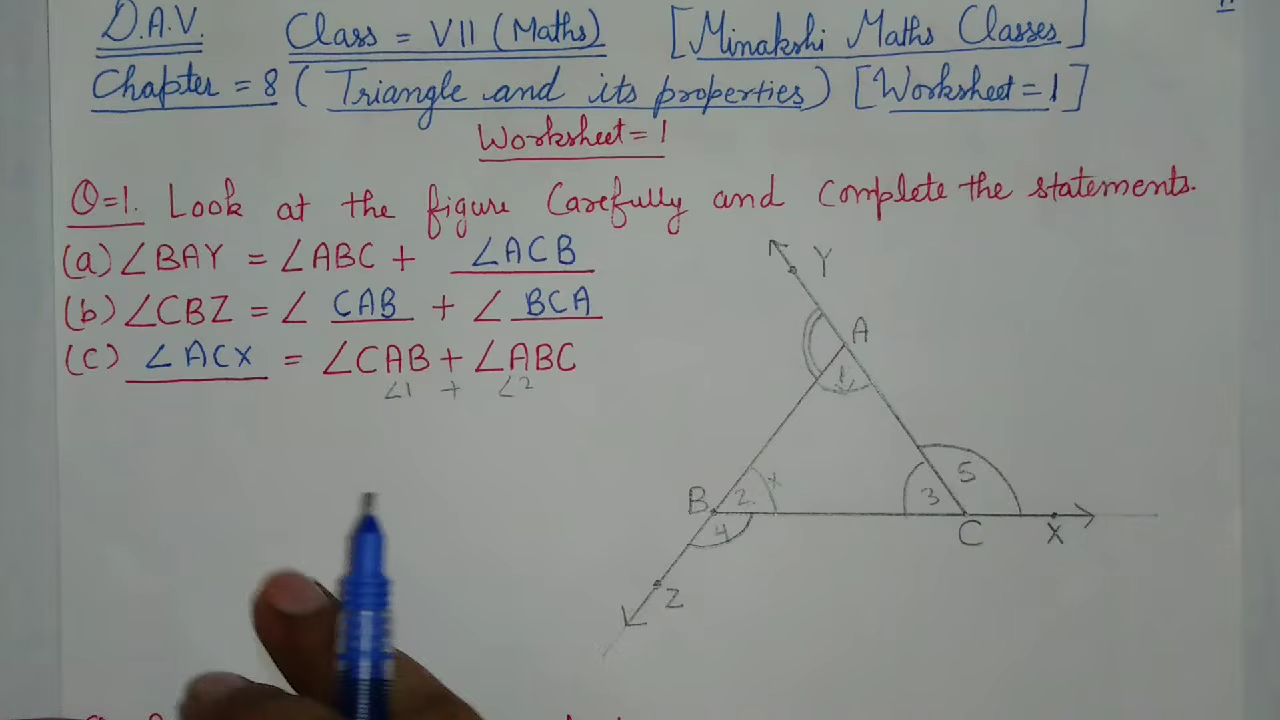 D.A.V. Class = VII (Maths) [Minakshi Maths Classes]
Chapter = 8 ( Triangle and its properties) [Worksheet = 1]
Worksheet = 1
Q=1. Look at the figure Carefully and Complete the statements.
(a) ∠BAY = ∠ABC + ∠ACB
(b) ∠CBZ = ∠ CAB + ∠ BCA
(c) ∠ACX = ∠CAB + ∠ABC
∠1 + ∠2
Y
A
1
5
B 2 x 3
4 C X
Z